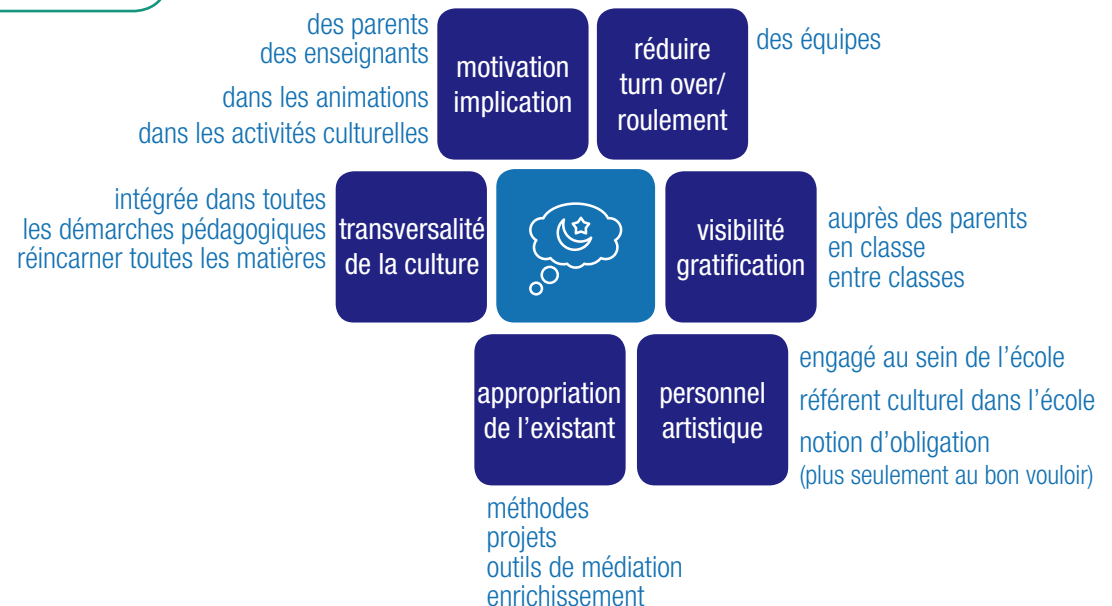 des parents
des enseignants
dans les animations
dans les activités culturelles
motivation
implication
réduire
turn over/
roulement
des équipes
intégrée dans toutes
les démarches pédagogiques
réincarner toutes les matières
transversalité
de la culture
visibilité
gratification
auprès des parents
en classe
entre classes
appropriation
de l’existant
méthodes
projets
outils de médiation
enrichissement
personnel
artistique
engagé au sein de l’école
référent culturel dans l’école
notion d’obligation
(plus seulement au bon vouloir)